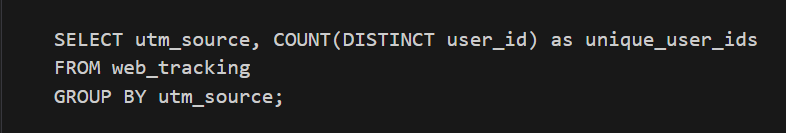 SELECT utm_source, COUNT(DISTINCT user_id) as unique_user_ids
FROM web_tracking
GROUP BY utm_source;